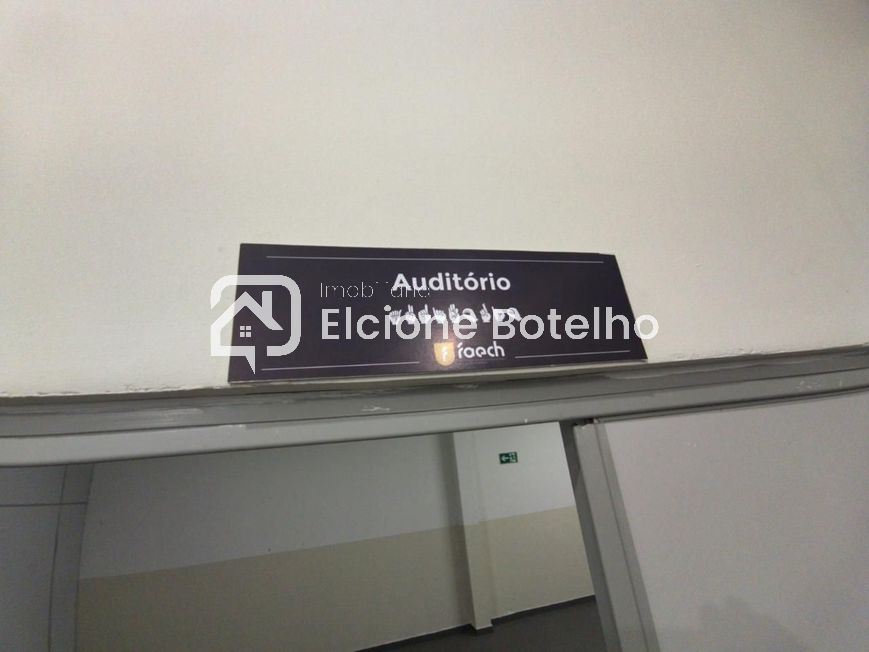 Auditório
Imobiliária
Elcione Botelho
faech